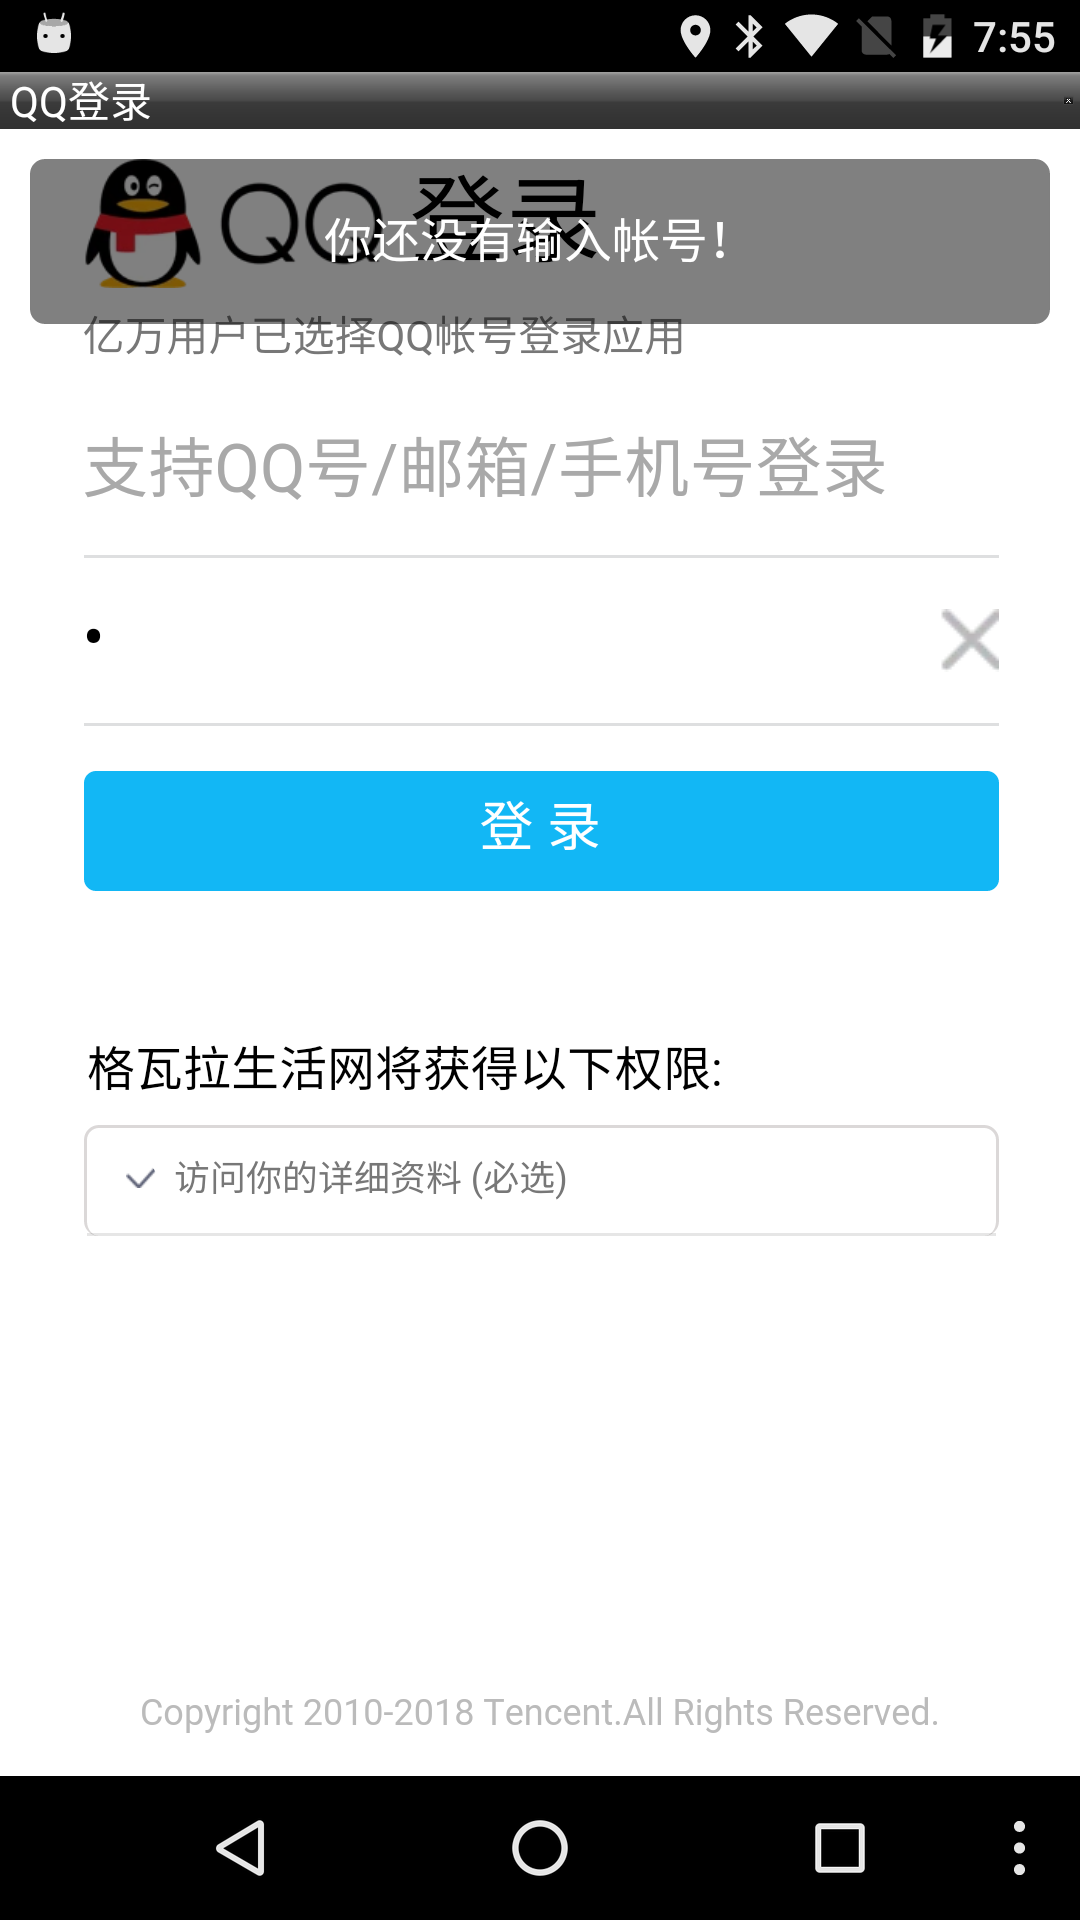 7:55
QQ登录
QQ登录
你还没有输入帐号！
亿万用户已选择QQ帐号登录应用
支持QQ号/邮箱/手机号登录
•
登 录
格瓦拉生活网将获得以下权限:
访问你的详细资料 (必选)
Copyright 2010-2018 Tencent.All Rights Reserved.